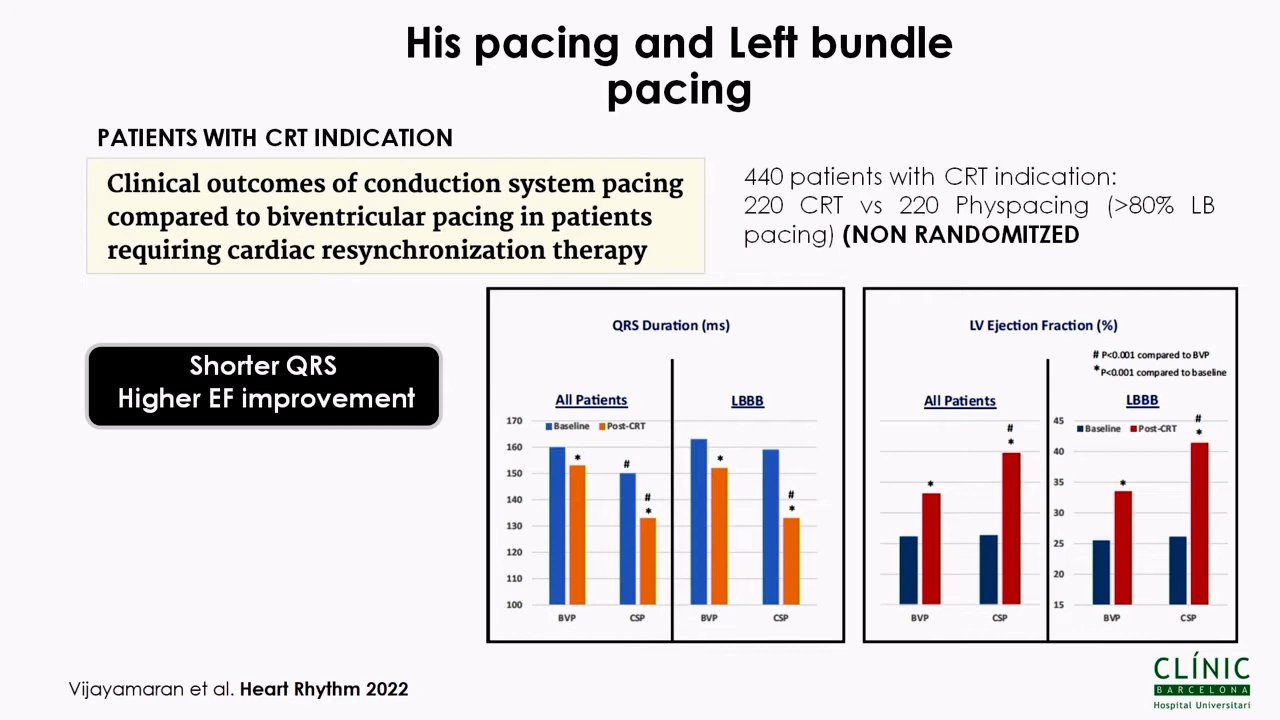 His pacing and Left bundle
pacing
PATIENTS WITH CRT INDICATION
Clinical outcomes of conduction system pacing
compared to biventricular pacing in patients
requiring cardiac resynchronization therapy
440 patients with CRT indication:
220 CRT vs 220 Physpacing (>80% LB
pacing) (NON RANDOMITZED
Shorter QRS
Higher EF improvement
QRS Duration (ms)
All Patients
LBBB
Baseline Post-CRT
170
160
150
140
130
120
110
100
*
#
#
*
*
#
*
BVP CSP BVP CSP
LV Ejection Fraction (%)
# P<0.001 compared to BVP
*P<0.001 compared to baseline
All Patients
LBBB
Baseline Post-CRT
45
40
35
30
25
20
15
*
#
*
*
#
*
BVP CSP BVP CSP
Vijayamaran et al. Heart Rhythm 2022
CLÍNIC
BARCELONA
Hospital Universitari